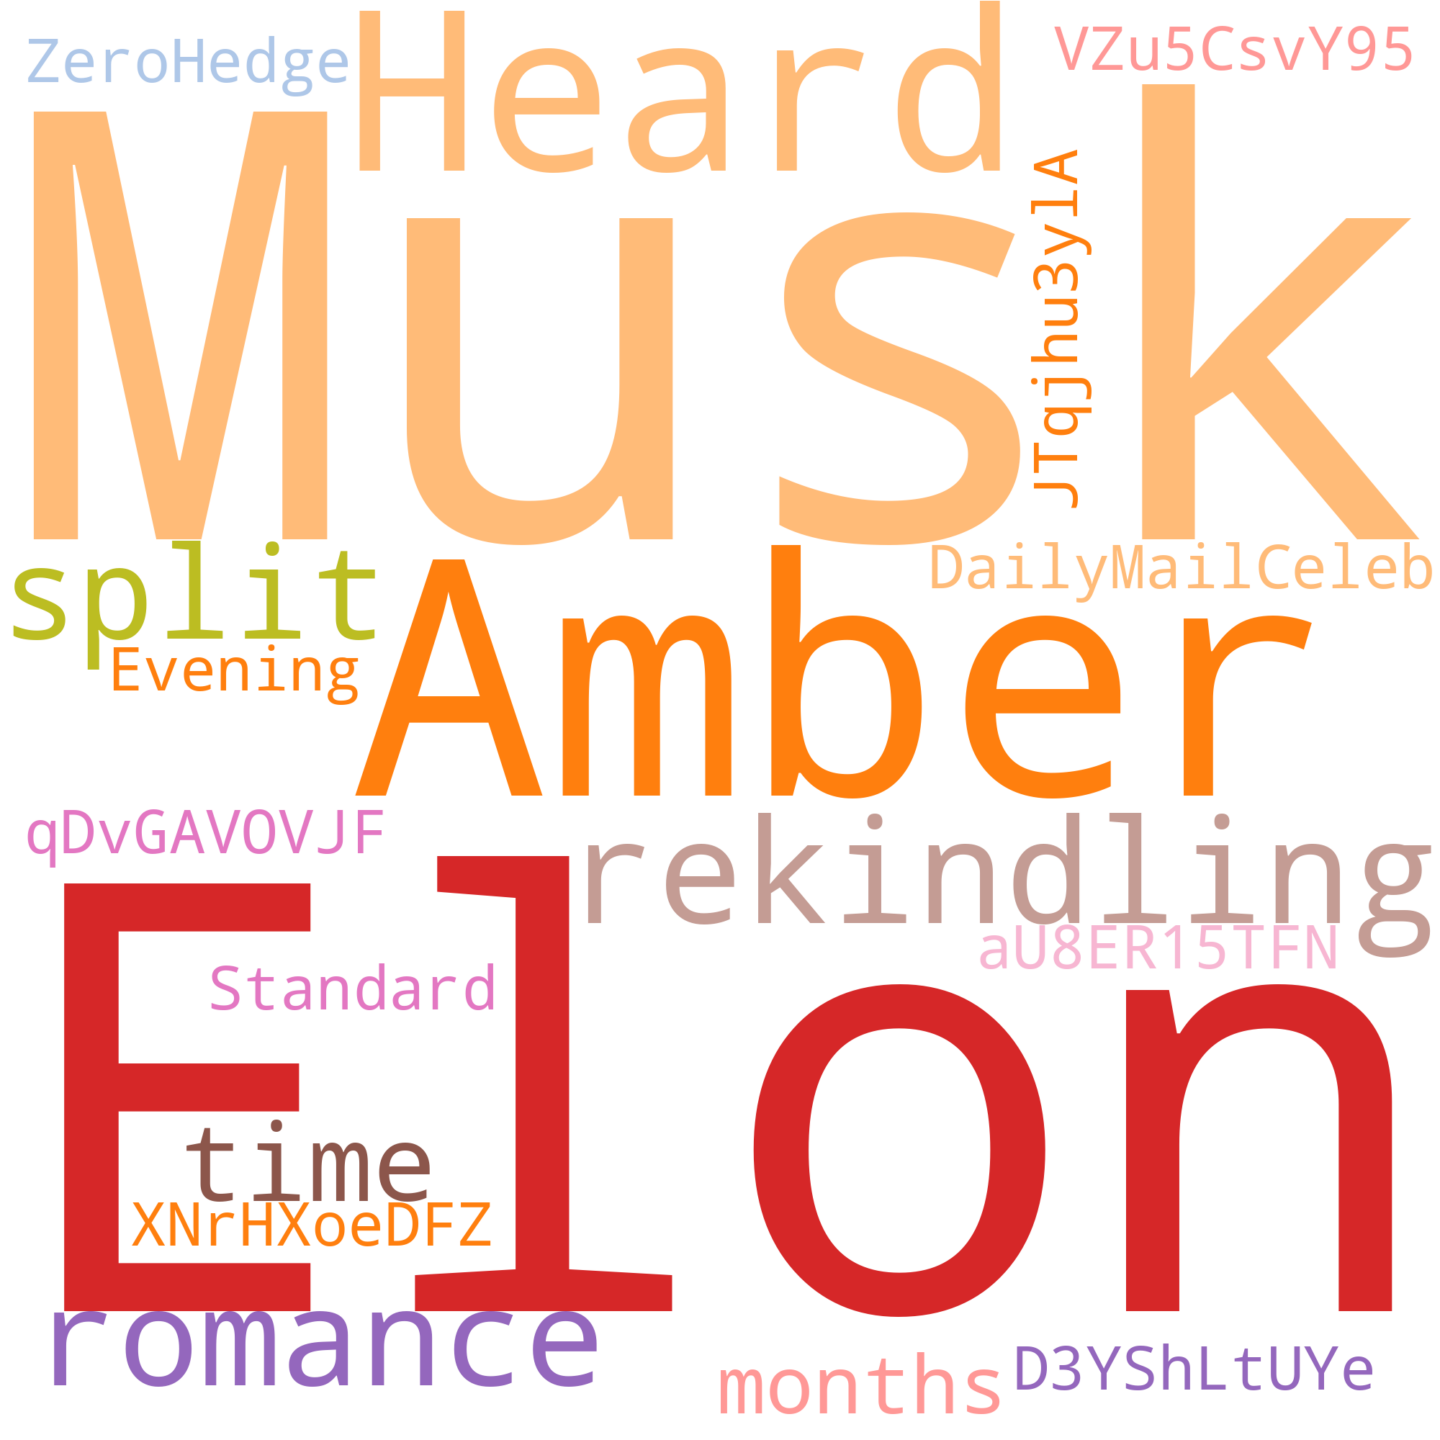 ZeroHedge
Heard
VZu5CsvY95
Musk
JTqjhu3ylA
split
DailyMailCeleb
Evening
Amber
qDvGAVOVJF
rekindling
aU8ER15TFN
Elon
Standard
time
XNrHXoeDFZ
romance
months
D3YShLtUYe